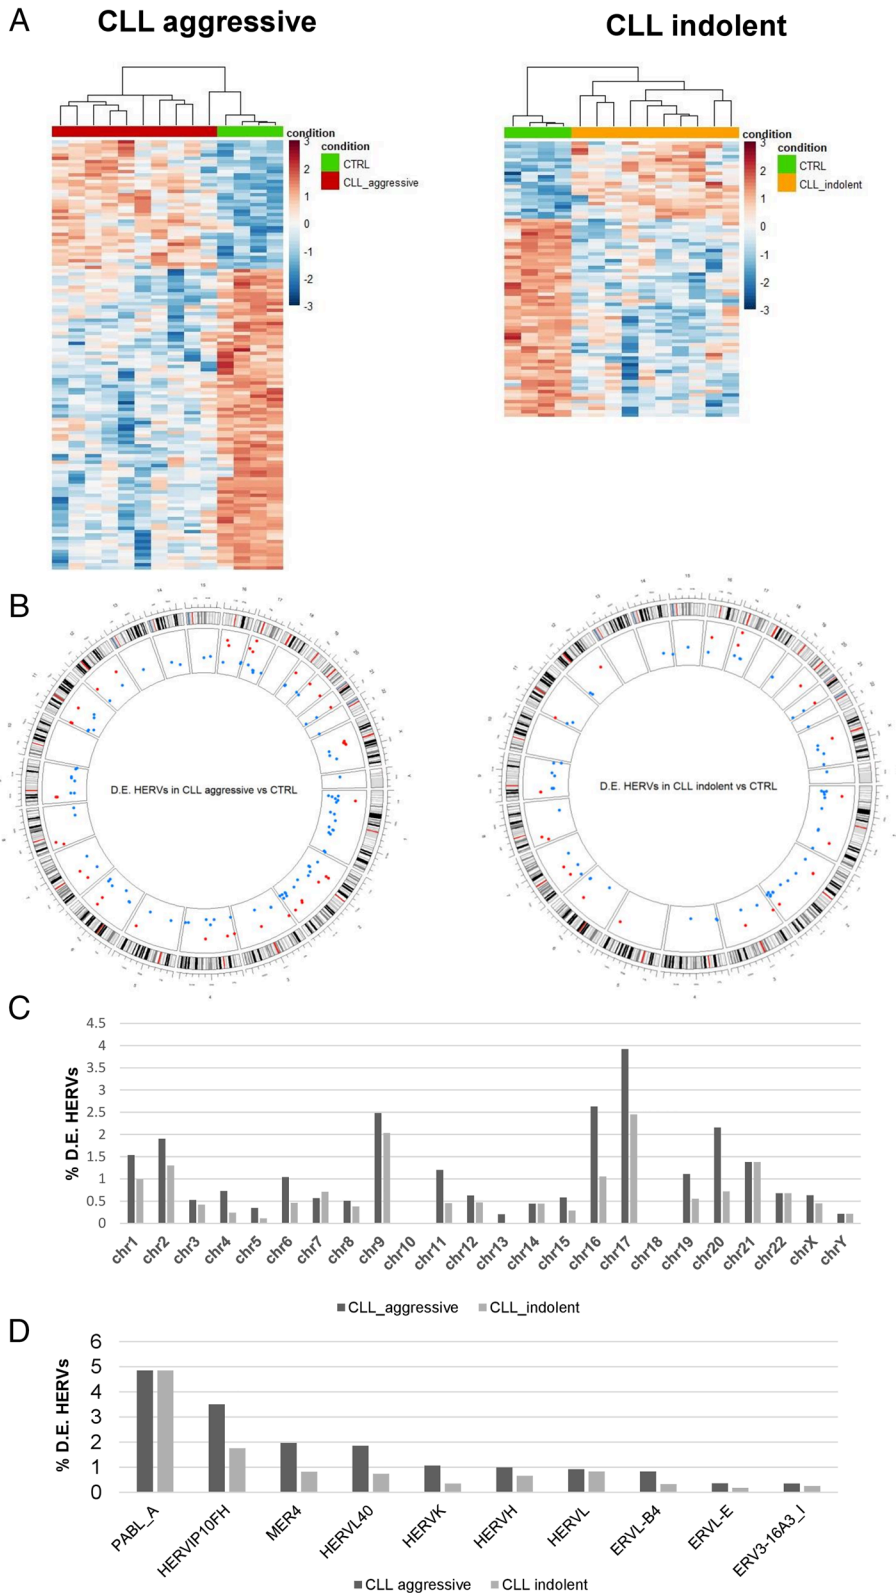 A
CLL aggressive
CLL indolent
condition
3
2
1
0
-1
-2
-3
condition
CTRL
CLL_aggressive
condition
3
2
1
0
-1
-2
-3
condition
CTRL
CLL_indolent
B
D.E. HERVs in CLL aggressive vs CTRL
D.E. HERVs in CLL indolent vs CTRL
C
% D.E. HERVs
4.5
4
3.5
3
2.5
2
1.5
1
0.5
0
chr1
chr2
chr3
chr4
chr5
chr6
chr7
chr8
chr9
chr10
chr11
chr12
chr13
chr14
chr15
chr16
chr17
chr18
chr19
chr20
chr21
chr22
chrX
chrY
CLL_aggressive
CLL_indolent
D
% D.E. HERVs
6
5
4
3
2
1
0
PABL_A
HERVIP10FH
MER4
HERVL40
HERVK
HERVH
HERVL
ERVL-B4
ERVL-E
ERV3-16A3_I
CLL aggressive
CLL indolent